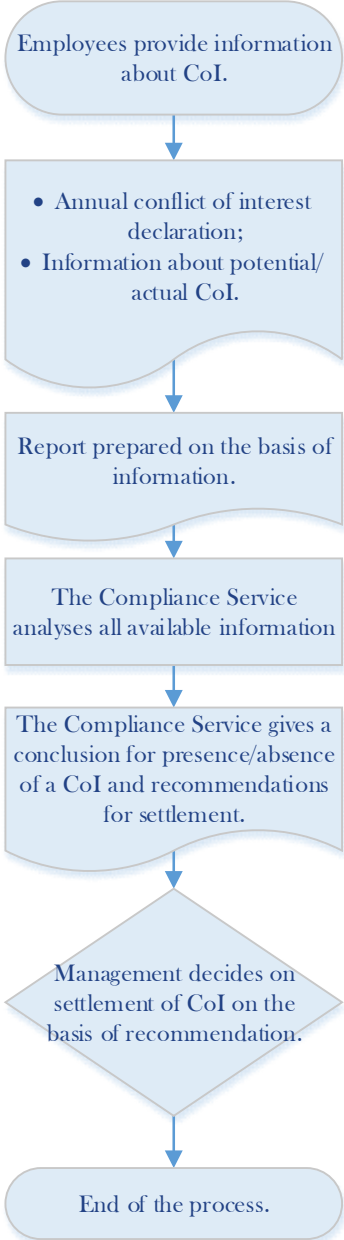 Employees provide information
about CoI.
• Annual conflict of interest
declaration;
• Information about potential/
actual CoI.
Report prepared on the basis of
information.
The Compliance Service
analyses all available information
The Compliance Service gives a
conclusion for presence/absence
of a CoI and recommendations
for settlement.
Management decides on
settlement of CoI on the
basis of recommendation.
End of the process.